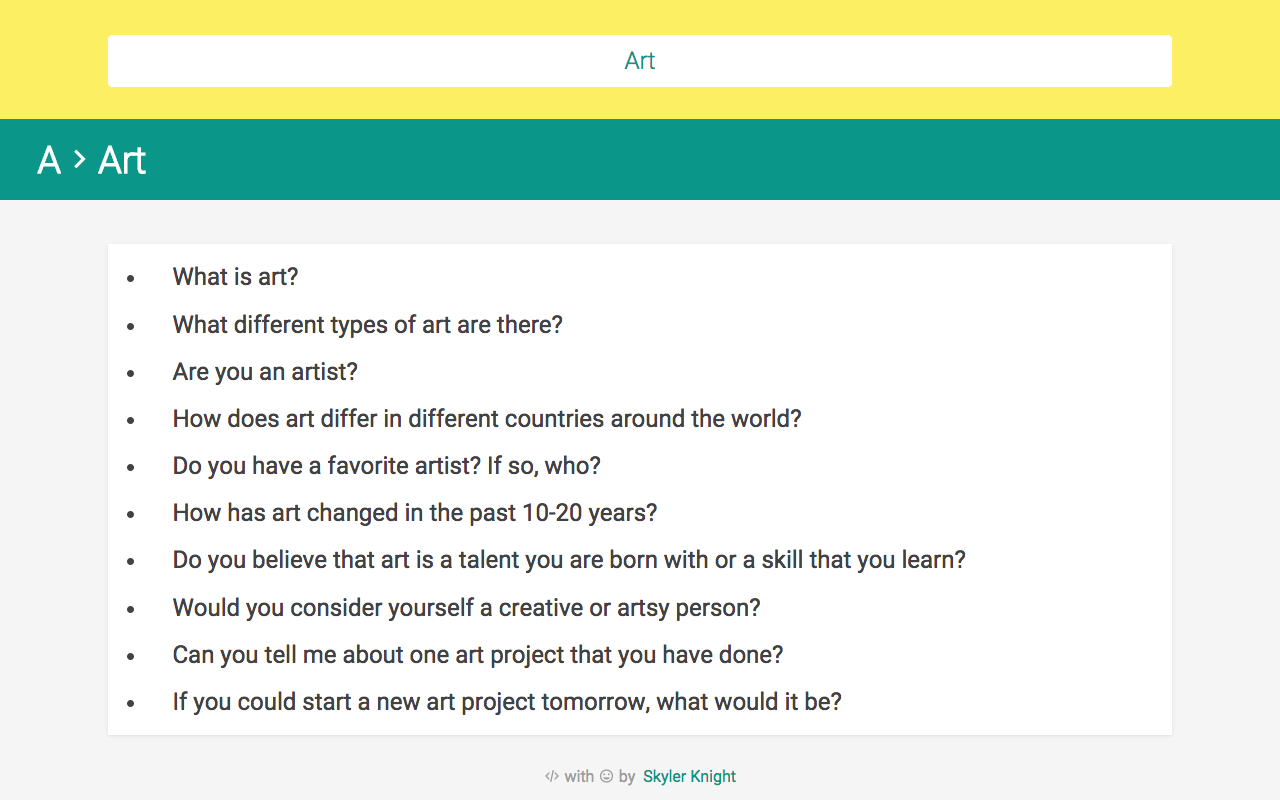 Art
A > Art
• What is art?
• What different types of art are there?
• Are you an artist?
• How does art differ in different countries around the world?
• Do you have a favorite artist? If so, who?
• How has art changed in the past 10-20 years?
• Do you believe that art is a talent you are born with or a skill that you learn?
• Would you consider yourself a creative or artsy person?
• Can you tell me about one art project that you have done?
• If you could start a new art project tomorrow, what would it be?
</> with ☺ by Skyler Knight